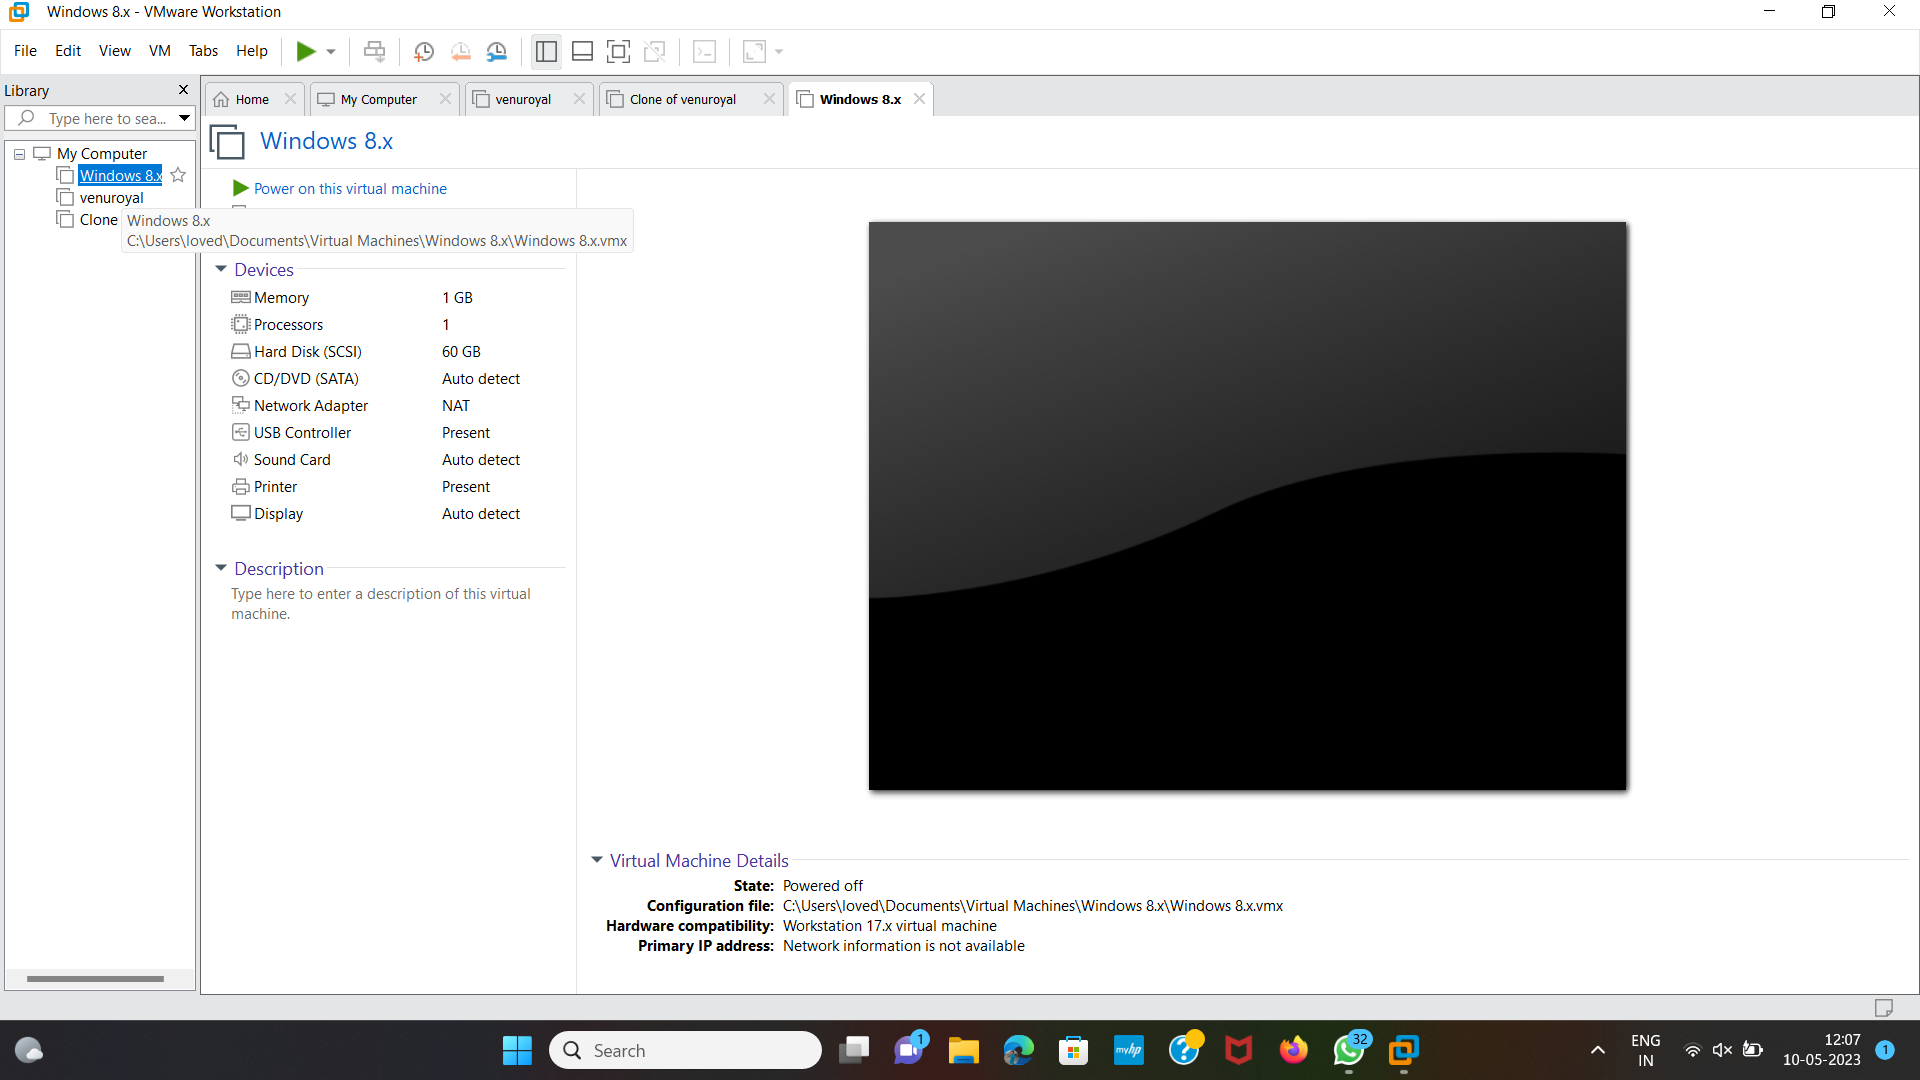 Windows 8.x - VMware Workstation
File Edit View VM Tabs Help
Library
Type here to sea...
My Computer
Windows 8.x
venuroyal
Clone
Windows 8.x
C:\Users\loved\Documents\Virtual Machines\Windows 8.x\Windows 8.x.vmx
Home My Computer venuroyal Clone of venuroyal Windows 8.x
Windows 8.x
Power on this virtual machine
Devices
Memory 1 GB
Processors 1
Hard Disk (SCSI) 60 GB
CD/DVD (SATA) Auto detect
Network Adapter NAT
USB Controller Present
Sound Card Auto detect
Printer Present
Display Auto detect
Description
Type here to enter a description of this virtual
machine.
Virtual Machine Details
State: Powered off
Configuration file: C:\Users\loved\Documents\Virtual Machines\Windows 8.x\Windows 8.x.vmx
Hardware compatibility: Workstation 17.x virtual machine
Primary IP address: Network information is not available
Search
1
myhp
32
ENG
IN
12:07
10-05-2023
1